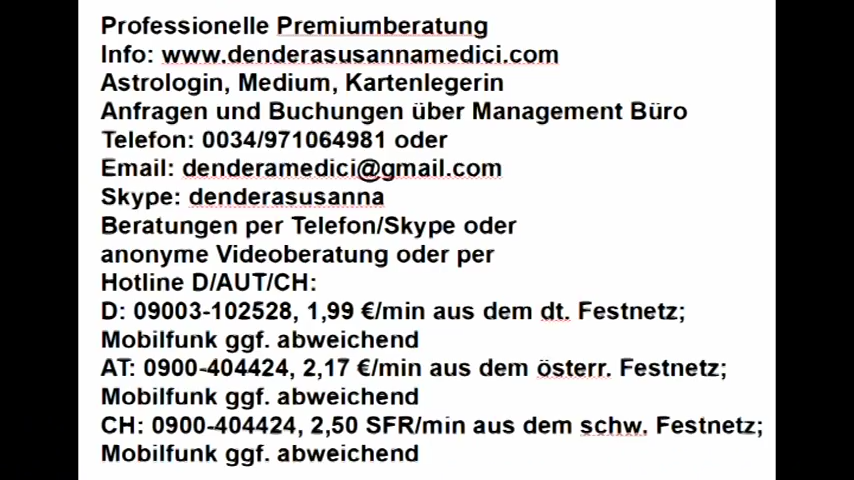 Professionelle Premiumberatung
Info: www.denderasusannamedici.com
Astrologin, Medium, Kartenlegerin
Anfragen und Buchungen über Management Büro
Telefon: 0034/971064981 oder
Email: denderamedici@gmail.com
Skype: denderasusanna
Beratungen per Telefon/Skype oder
anonyme Videoberatung oder per
Hotline D/AUT/CH:
D: 09003-102528, 1,99 €/min aus dem dt. Festnetz;
Mobilfunk ggf. abweichend
AT: 0900-404424, 2,17 €/min aus dem österr. Festnetz;
Mobilfunk ggf. abweichend
CH: 0900-404424, 2,50 SFR/min aus dem schw. Festnetz;
Mobilfunk ggf. abweichend